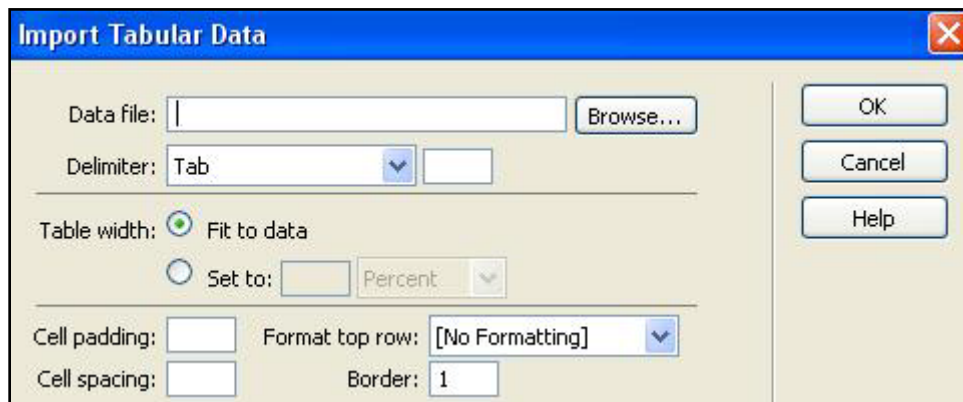 Import Tabular Data
Data file: Browse...
Delimiter: Tab
Table width: Fit to data
Set to: Percent
Cell padding: Format top row: [No Formatting]
Cell spacing: Border: 1
OK
Cancel
Help